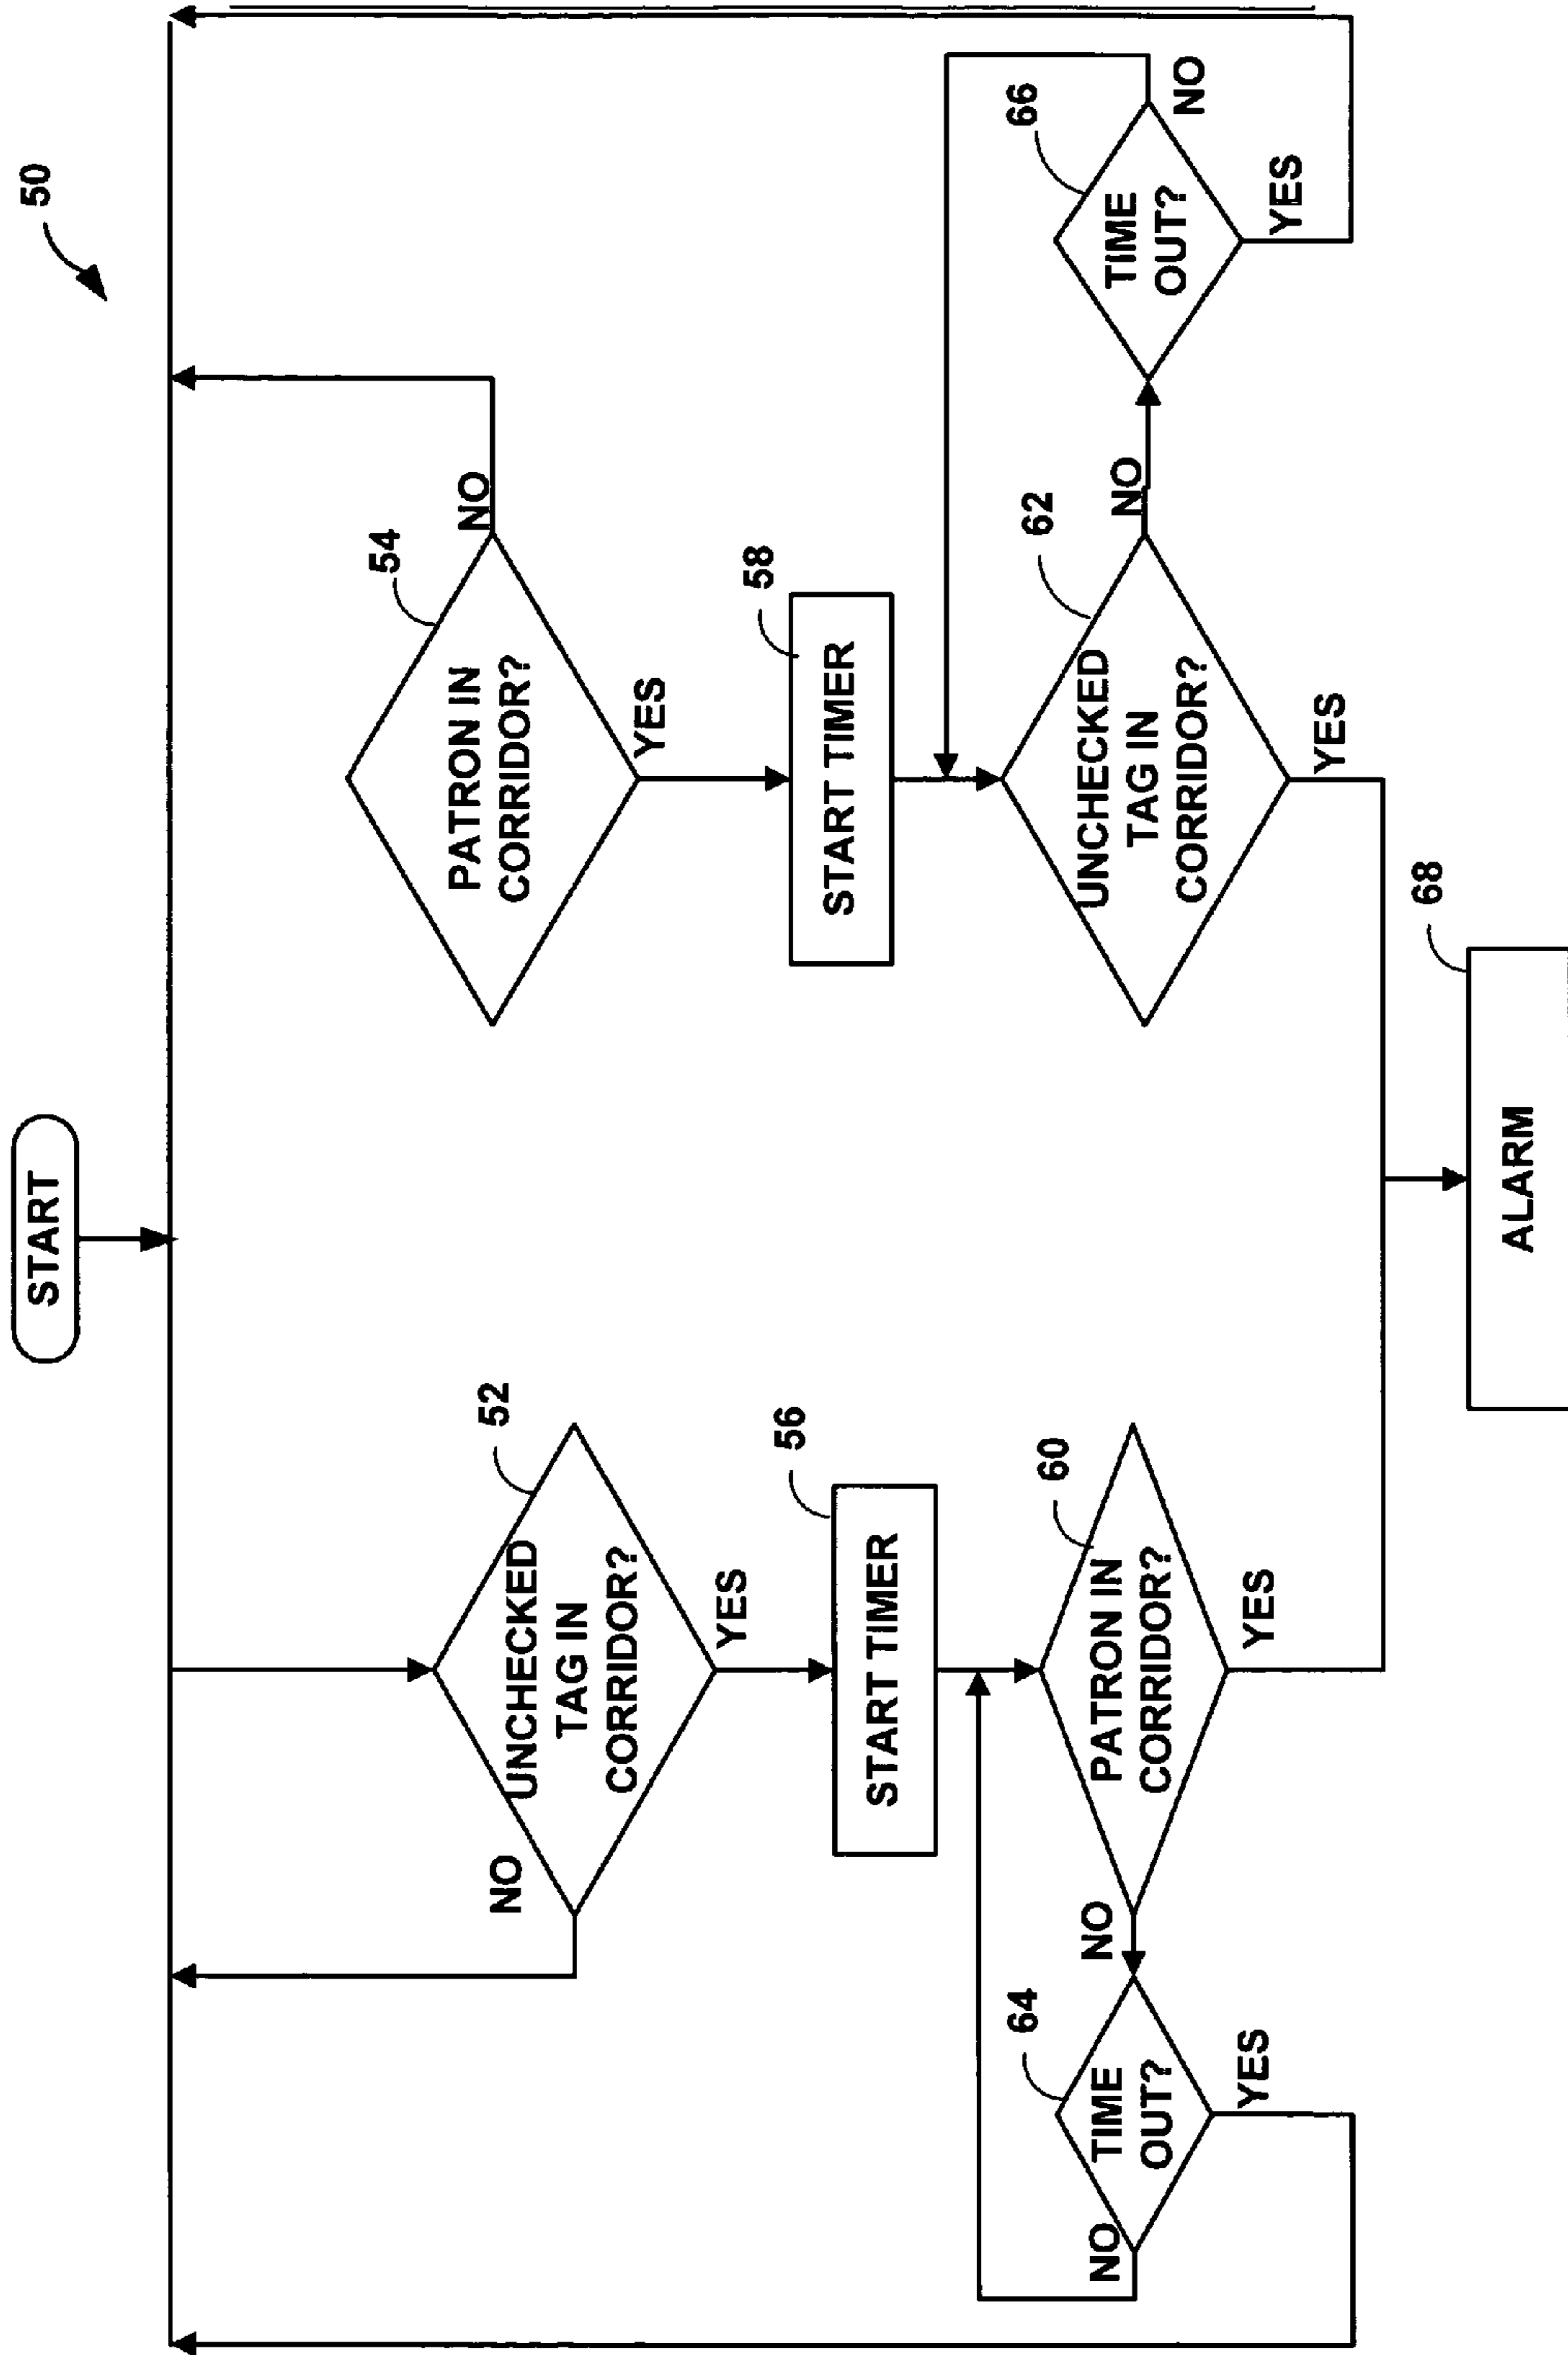 50
START
52
UNCHECKED
TAG IN
CORRIDOR?
NO
YES
54
PATRON IN
CORRIDOR?
NO
YES
56
START TIMER
58
START TIMER
60
PATRON IN
CORRIDOR?
NO
YES
62
UNCHECKED
TAG IN
CORRIDOR?
NO
YES
64
TIME
OUT?
NO
YES
66
TIME
OUT?
NO
YES
68
ALARM